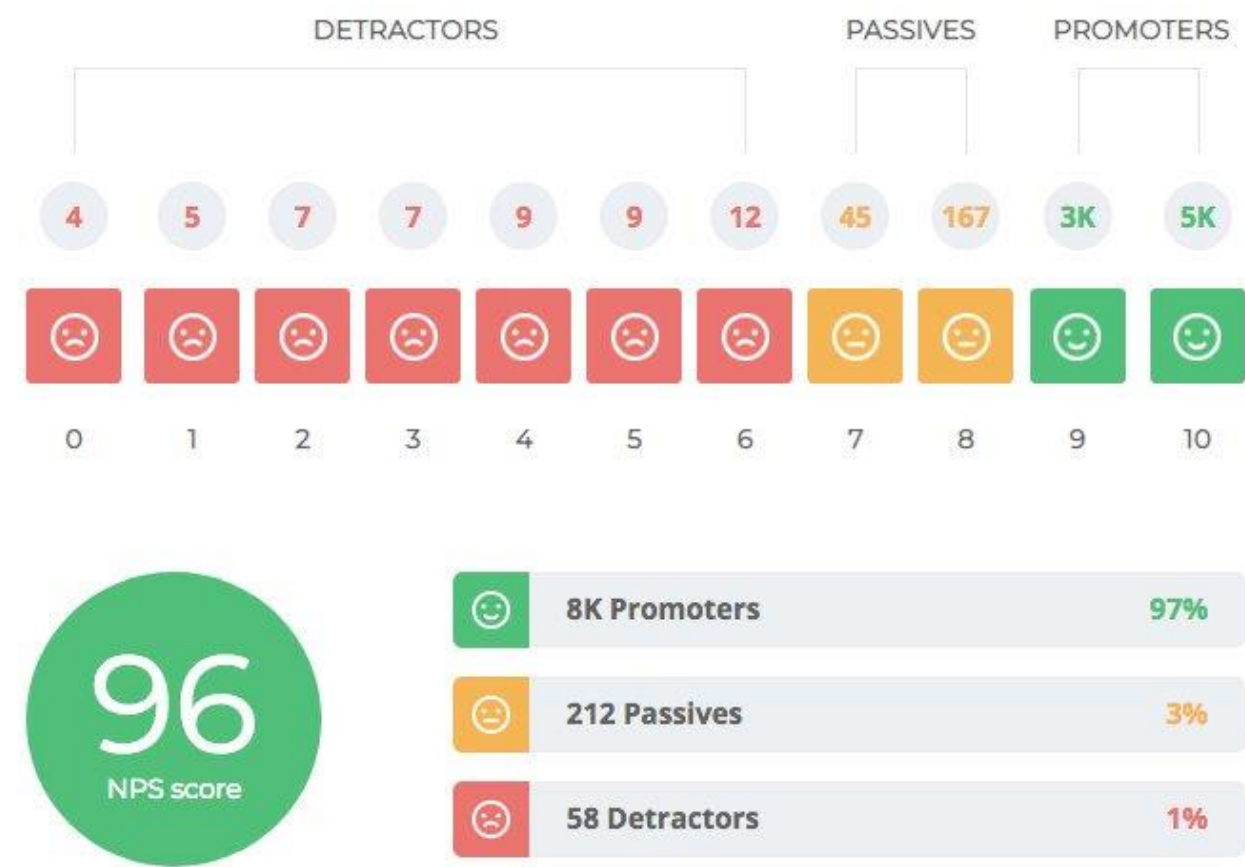 DETRACTORS PASSIVES PROMOTERS
4 5 7 7 9 9 12 45 167 3K 5K
0 1 2 3 4 5 6 7 8 9 10
96
NPS score
8K Promoters 97%
212 Passives 3%
58 Detractors 1%